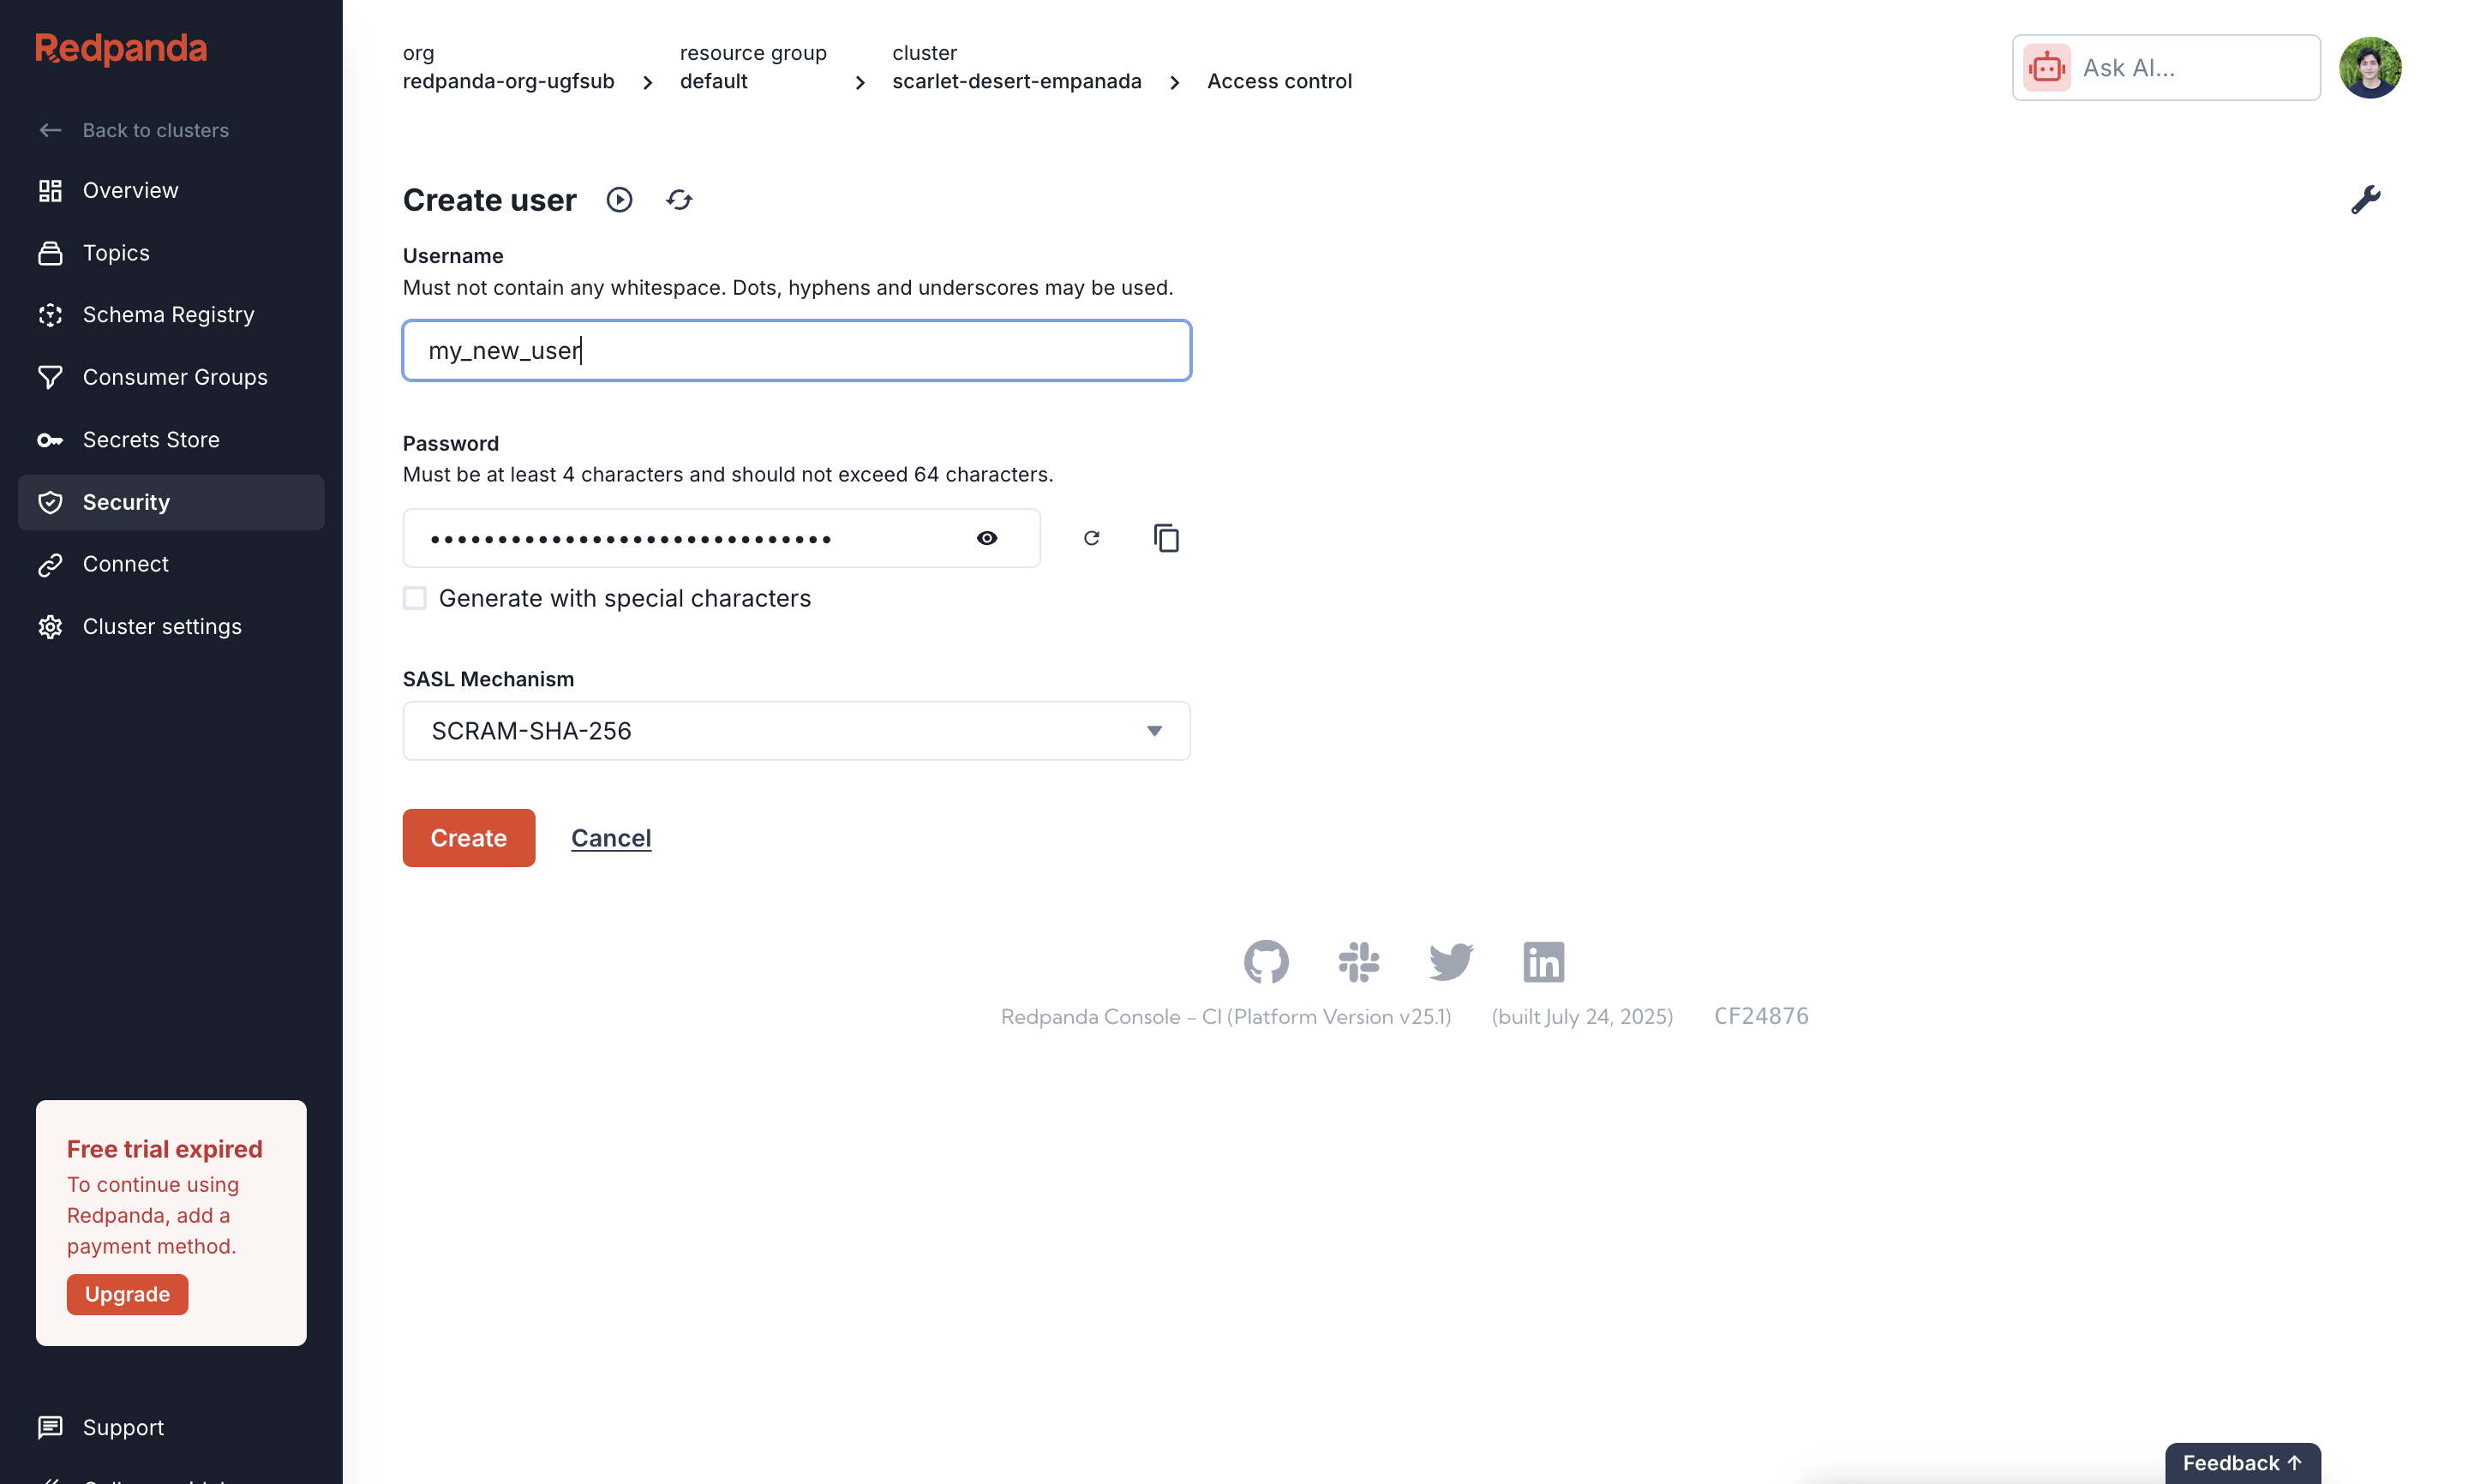 Redpanda
Back to clusters
Overview
Topics
Schema Registry
Consumer Groups
Secrets Store
Security
Connect
Cluster settings
Free trial expired
To continue using
Redpanda, add a
payment method.
Upgrade
Support
org
redpanda-org-ugfsub
resource group
default
cluster
scarlet-desert-empanada
Access control
Ask AI...
Create user
Username
Must not contain any whitespace. Dots, hyphens and underscores may be used.
my_new_user
Password
Must be at least 4 characters and should not exceed 64 characters.
••••••••••••••••••••••••••••••
Generate with special characters
SASL Mechanism
SCRAM-SHA-256
Create Cancel
in
Redpanda Console - CI (Platform Version v25.1) (built July 24, 2025) CF24876
Feedback ↑